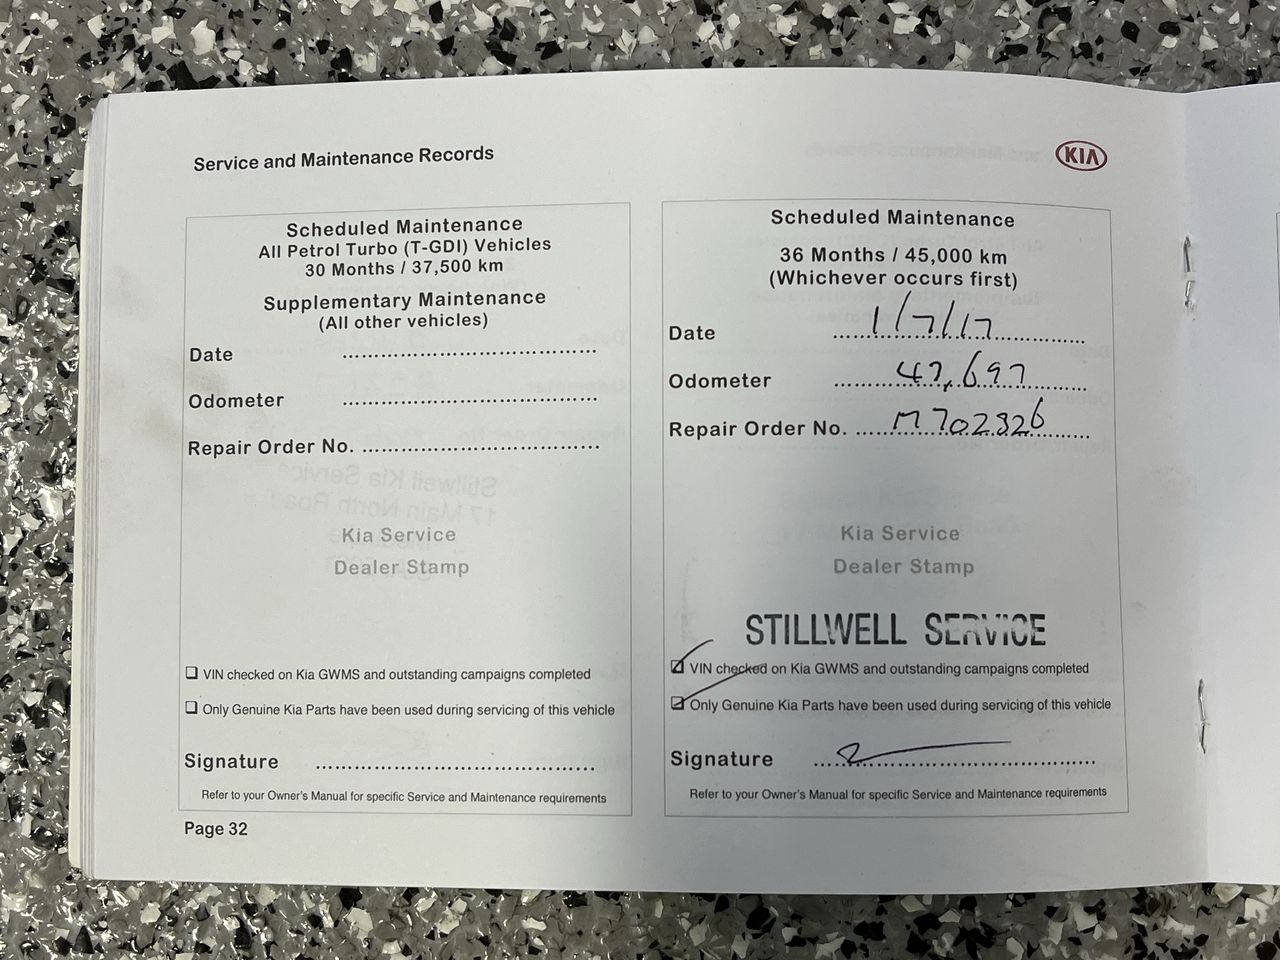 Service and Maintenance Records
KIA
Scheduled Maintenance
All Petrol Turbo (T-GDI) Vehicles
30 Months / 37,500 km
Supplementary Maintenance
(All other vehicles)
Date ........................................
Odometer ........................................
Repair Order No. .....................................
Kia Service
Dealer Stamp
❑ VIN checked on Kia GWMS and outstanding campaigns completed
❑ Only Genuine Kia Parts have been used during servicing of this vehicle
Signature ............................................
Refer to your Owner's Manual for specific Service and Maintenance requirements
Page 32
Scheduled Maintenance
36 Months / 45,000 km
(Whichever occurs first)
Date 1/7/17
Odometer 47,697
Repair Order No. M702326
Kia Service
Dealer Stamp
STILLWELL SERVICE
☑ VIN checked on Kia GWMS and outstanding campaigns completed
☑ Only Genuine Kia Parts have been used during servicing of this vehicle
Signature ............................................
Refer to your Owner's Manual for specific Service and Maintenance requirements